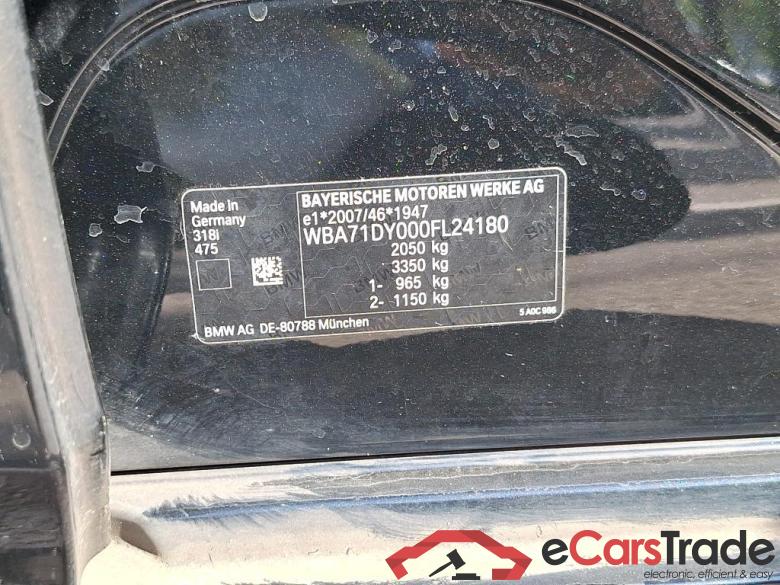 Made in
Germany
318i
475
BAYERISCHE MOTOREN WERKE AG
e1*2007/46*1947
WBA71DY000FL24180
2050 kg
3350 kg
1- 965 kg
2- 1150 kg
BMW AG DE-80788 München
5 A0C 986
eCarsTrade
electronic, efficient & easy